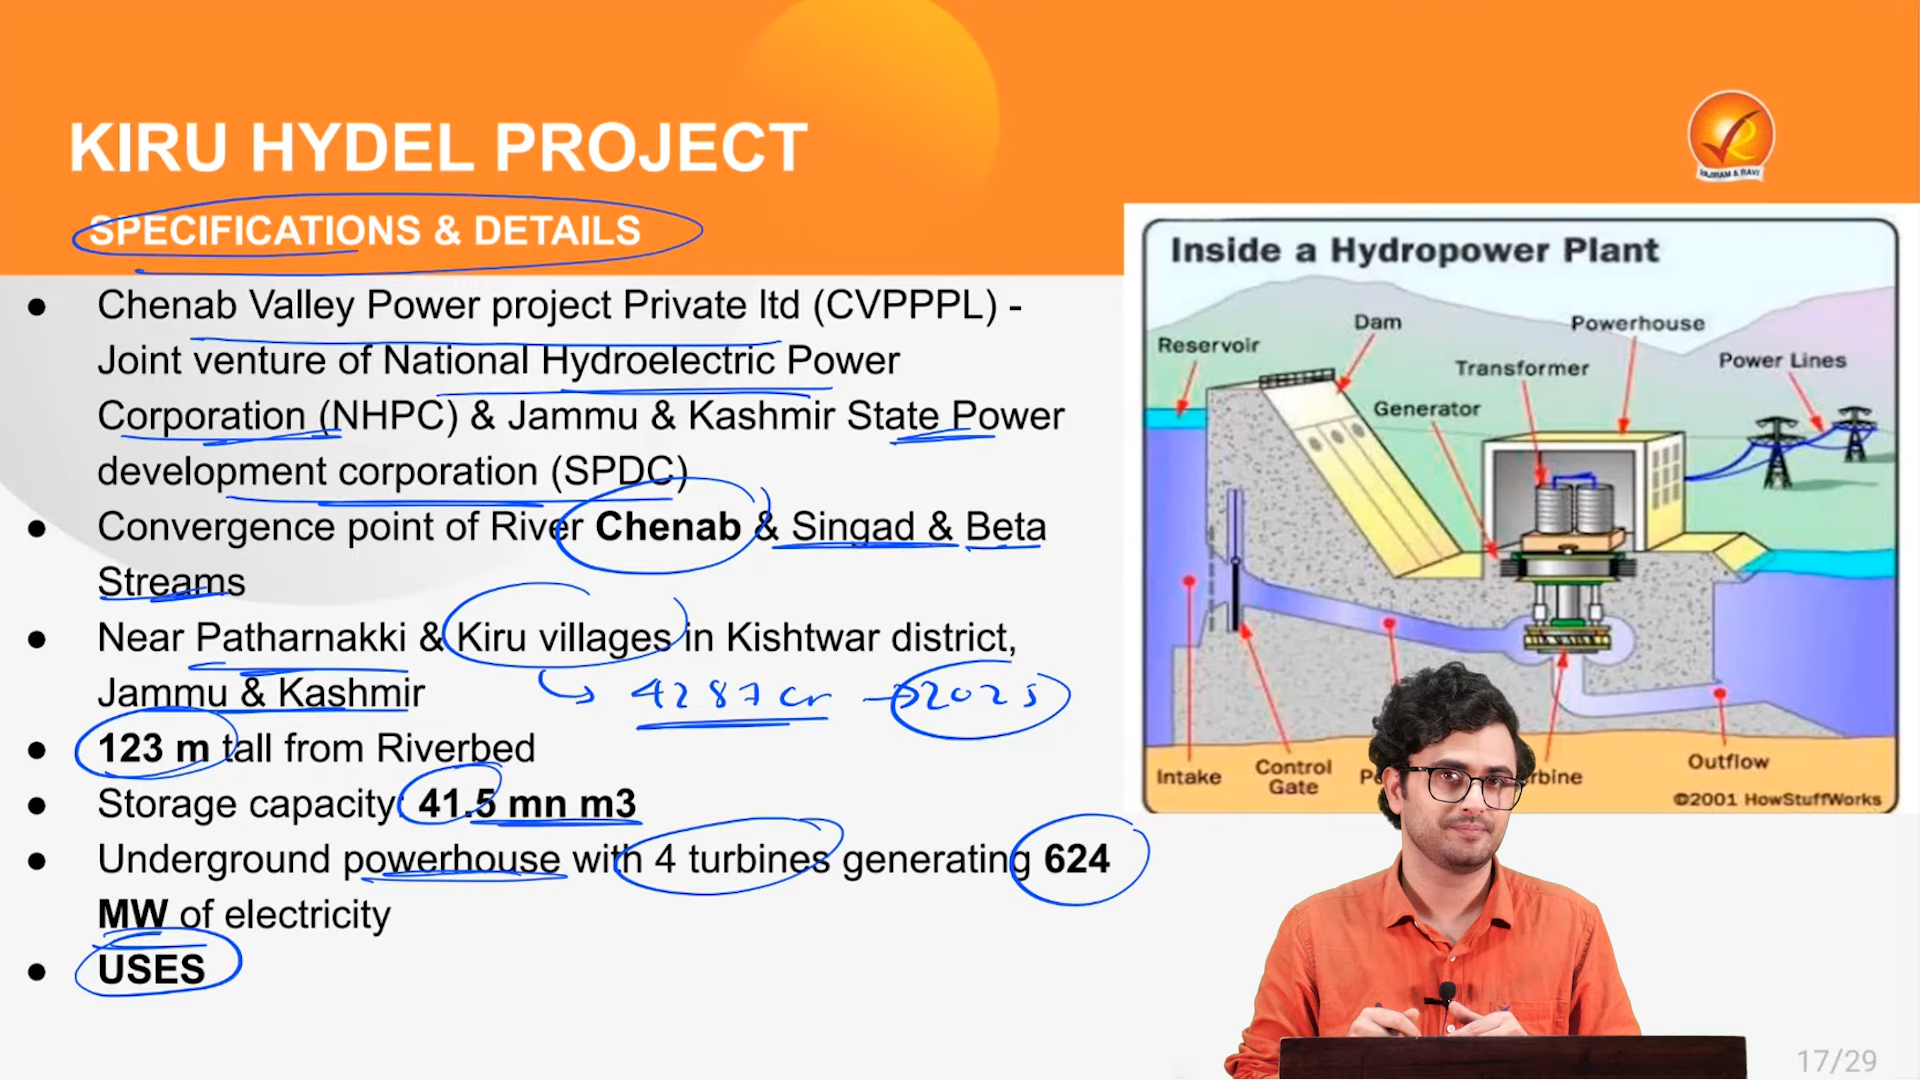 KIRU HYDEL PROJECT
VAJIRAM & RAVI
SPECIFICATIONS & DETAILS
● Chenab Valley Power project Private ltd (CVPPPL) -
Joint venture of National Hydroelectric Power
Corporation (NHPC) & Jammu & Kashmir State Power
development corporation (SPDC)
● Convergence point of River Chenab & Singad & Beta
Streams
● Near Patharnakki & Kiru villages in Kishtwar district,
Jammu & Kashmir
4287 cr → 2025
● 123 m tall from Riverbed
● Storage capacity: 41.5 mn m3
● Underground powerhouse with 4 turbines generating 624
MW of electricity
● USES
Inside a Hydropower Plant
Dam
Powerhouse
Reservoir
Transformer
Power Lines
Generator
Intake
Control
Gate
Outflow
©2001 HowStuffWorks
17/29